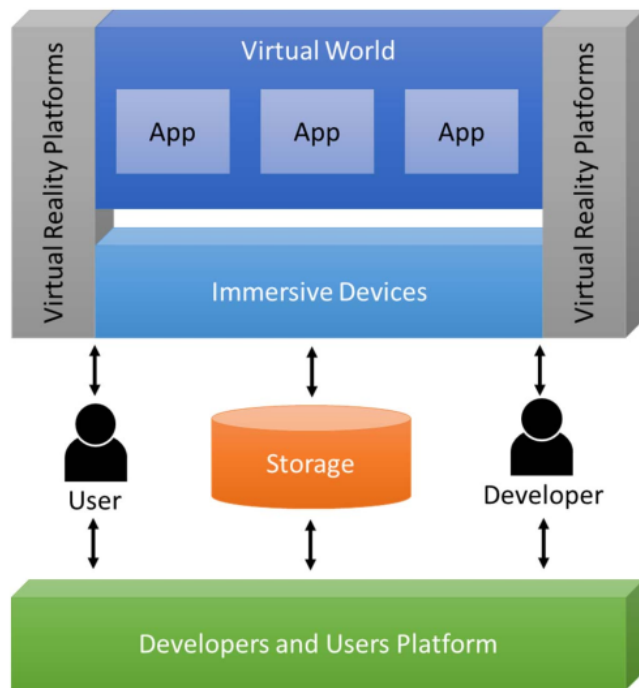 Virtual Reality Platforms
Virtual World
App
App
App
Immersive Devices
Virtual Reality Platforms
User
Storage
Developer
Developers and Users Platform